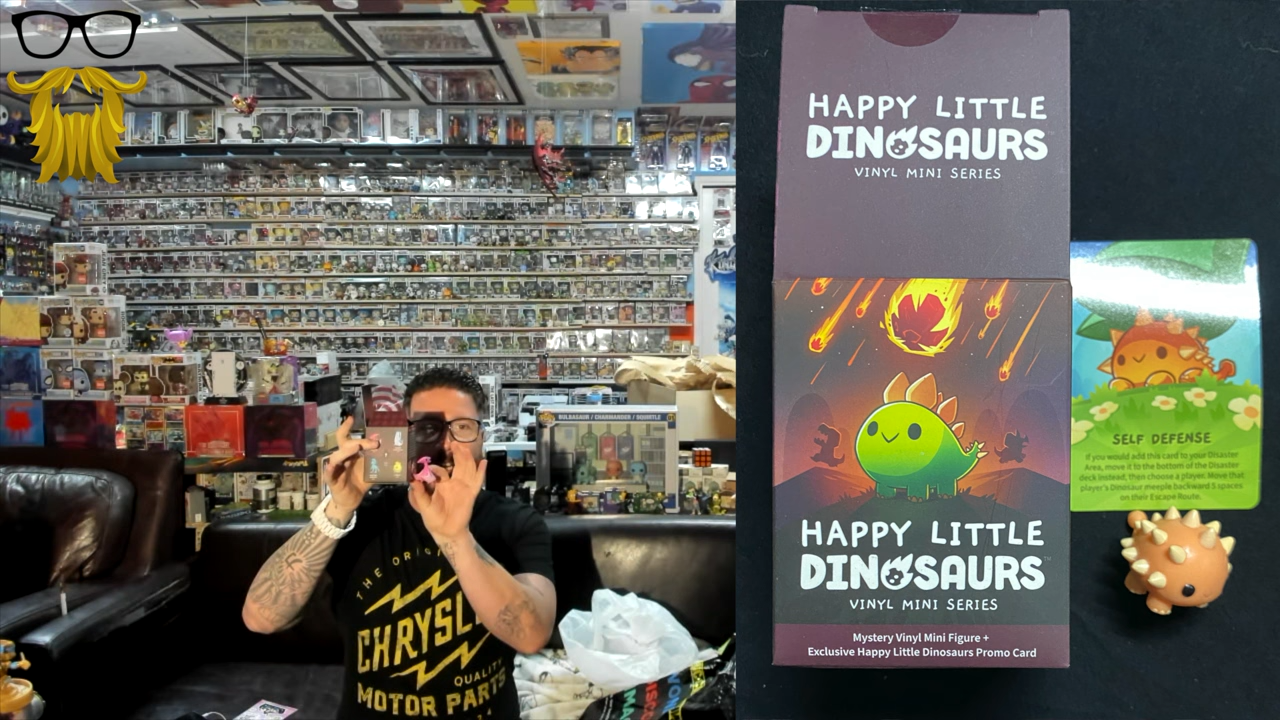 BULBASAUR / CHARMANDER / SQUIRTLE
THE ORIGI
CHRYSL
QUALITY
MOTOR PARTS
HAPPY LITTLE
DINOSAURS
VINYL MINI SERIES
HAPPY LITTLE
DINOSAURS
VINYL MINI SERIES
Mystery Vinyl Mini Figure +
Exclusive Happy Little Dinosaurs Promo Card
SELF DEFENSE
If you would add this card to your Disaster
Area, move it to the bottom of the Disaster
deck instead, then choose a player. Move that
player's Dinosaur meeple backward 5 spaces
on their Escape Route.